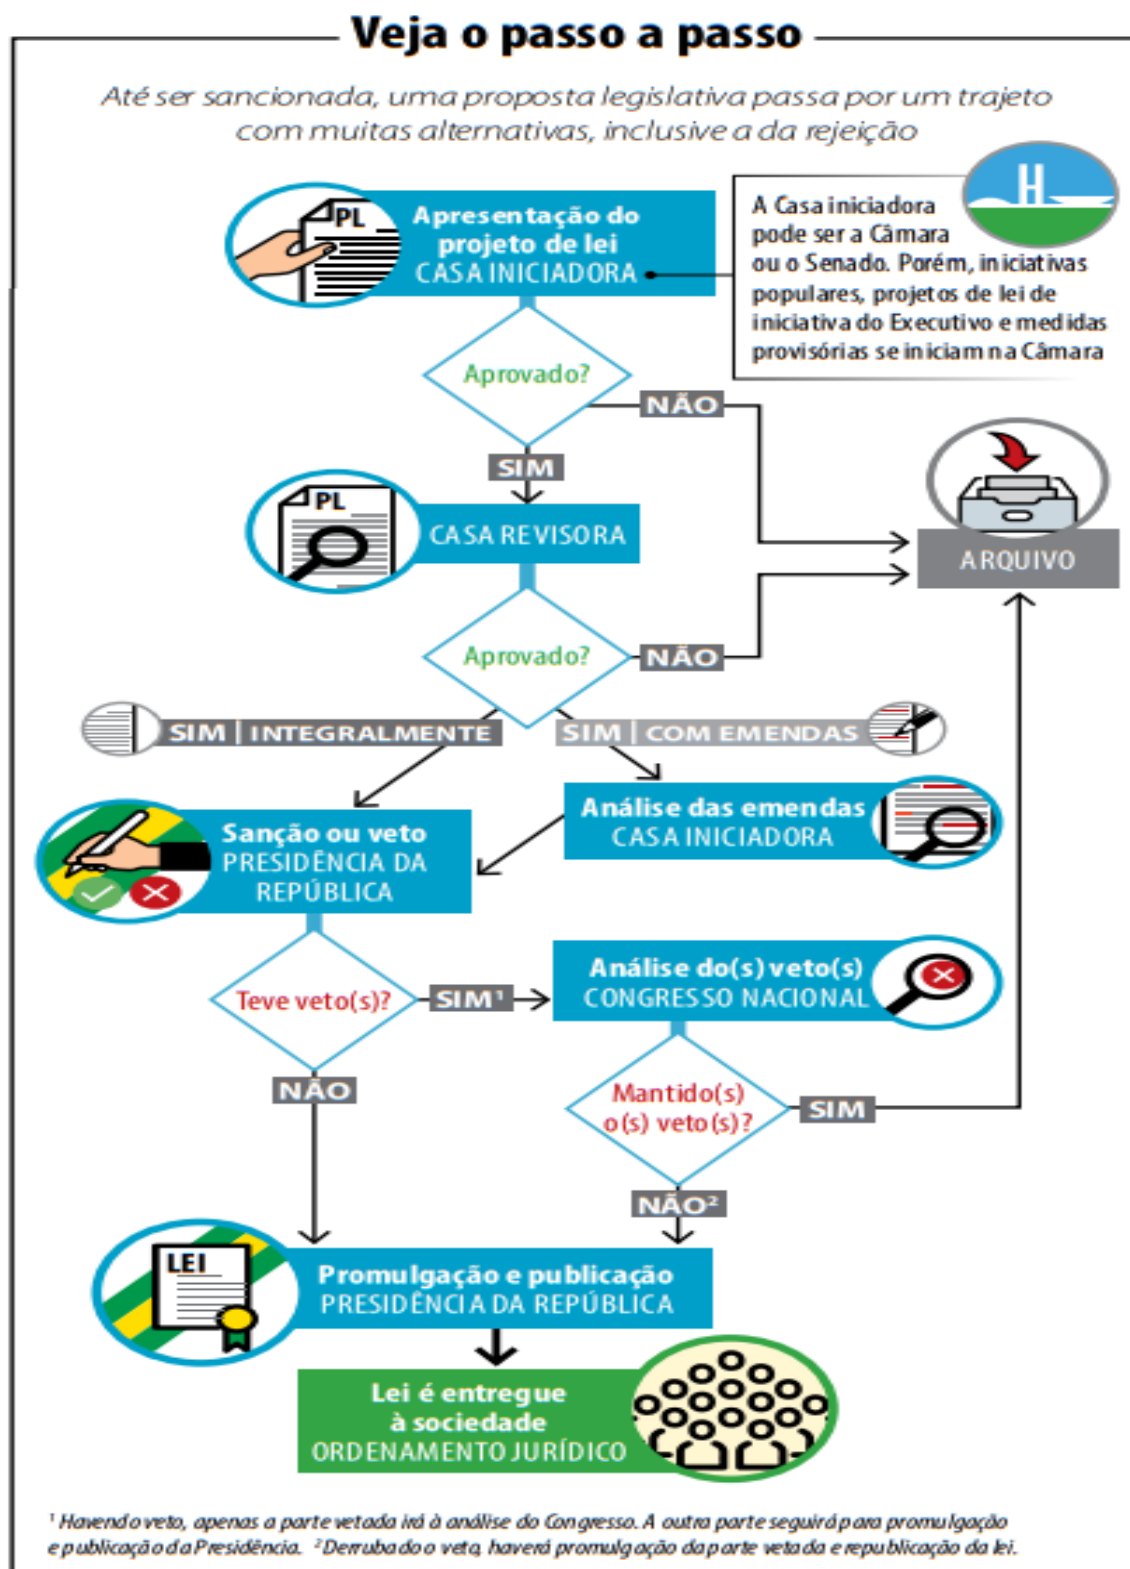 Veja o passo a passo
Até ser sancionada, uma proposta legislativa passa por um trajeto
com muitas alternativas, inclusive a da rejeição
PL
Apresentação do
projeto de lei
CASA INICIADORA
A Casa iniciadora
pode ser a Câmara
ou o Senado. Porém, iniciativas
populares, projetos de lei de
iniciativa do Executivo e medidas
provisórias se iniciam na Câmara
Aprovado?
NÃO
SIM
PL
CASA REVISORA
ARQUIVO
Aprovado?
NÃO
SIM | INTEGRALMENTE
SIM | COM EMENDAS
Sanção ou veto
PRESIDÊNCIA DA
REPÚBLICA
Análise das emendas
CASA INICIADORA
Teve veto(s)?
SIM¹
Análise do(s) veto(s)
CONGRESSO NACIONAL
NÃO
Mantido(s)
o(s) veto(s)?
SIM
NÃO²
LEI
Promulgação e publicação
PRESIDÊNCIA DA REPÚBLICA
Lei é entregue
à sociedade
ORDENAMENTO JURÍDICO
¹ Havendo veto, apenas a parte vetada irá à análise do Congresso. A outra parte seguirá para promulgação
e publicação da Presidência. ² Derrubado o veto, haverá promulgação da parte vetada e republicação da lei.